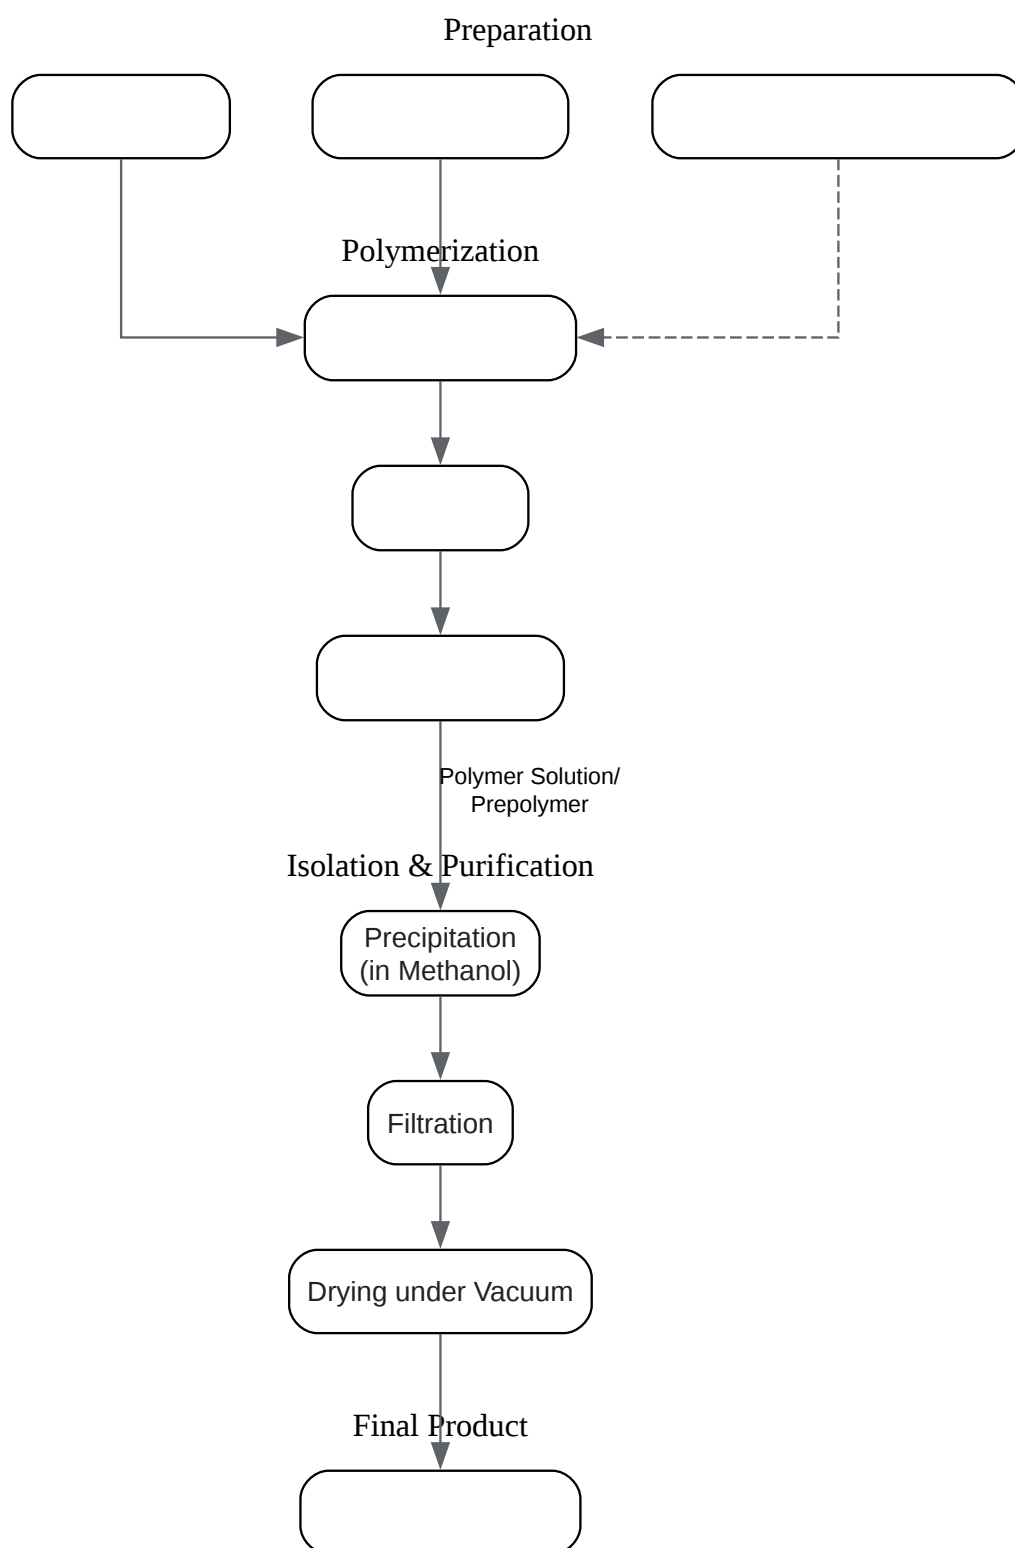 Preparation
Polymerization
Polymer Solution/
Prepolymer
Isolation & Purification
Precipitation
(in Methanol)
Filtration
Drying under Vacuum
Final Product